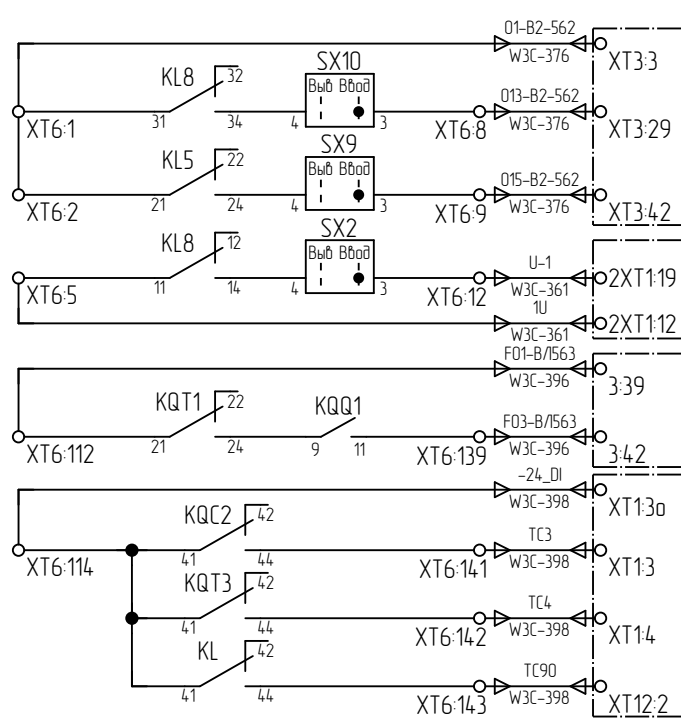 01-B2-562
W3C-376
XT3:3
SX10
KL8 32
Выв Ввод
013-B2-562
XT6:1
31 34 4 3
XT6:8
W3C-376
XT3:29
SX9
KL5 22
Выв Ввод
015-B2-562
XT6:2
21 24 4 3
XT6:9
W3C-376
XT3:42
SX2
KL8 12
Выв Ввод
U-1
2XT1:19
XT6:5
11 14 4 3
XT6:12
W3C-361
1U
2XT1:12
W3C-361
F01-B/1563
W3C-396
3:39
KQT1 22
KQQ1
F03-B/1563
XT6:112
21 24 9 11
XT6:139
W3C-396
3:42
-24_DI
W3C-398
XT1:3о
KQC2 42
TC3
XT6:114
41 44
XT6:141
W3C-398
XT1:3
KQT3 42
TC4
41 44
XT6:142
W3C-398
XT1:4
KL 42
TC90
41 44
XT6:143
W3C-398
XT12:2